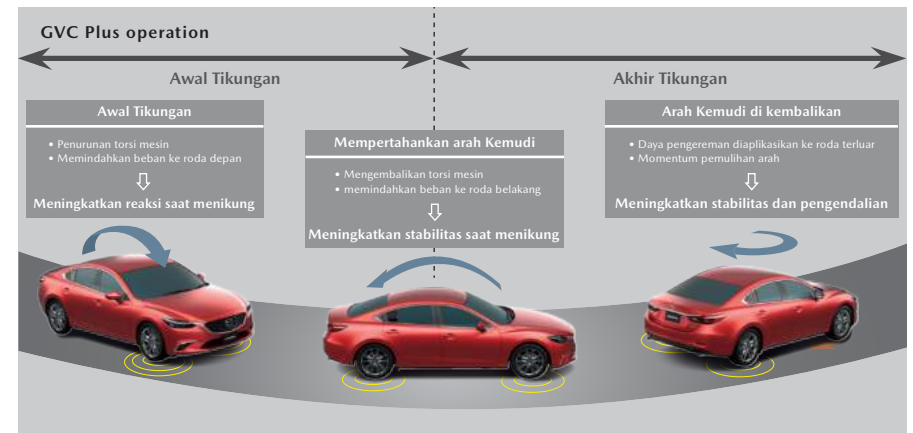 GVC Plus operation
Awal Tikungan
Akhir Tikungan
Awal Tikungan
• Penurunan torsi mesin
• Memindahkan beban ke roda depan
Meningkatkan reaksi saat menikung
Mempertahankan arah Kemudi
• Mengembalikan torsi mesin
• memindahkan beban ke roda belakang
Meningkatkan stabilitas saat menikung
Arah Kemudi di kembalikan
• Daya pengereman diaplikasikan ke roda terluar
• Momentum pemulihan arah
Meningkatkan stabilitas dan pengendalian